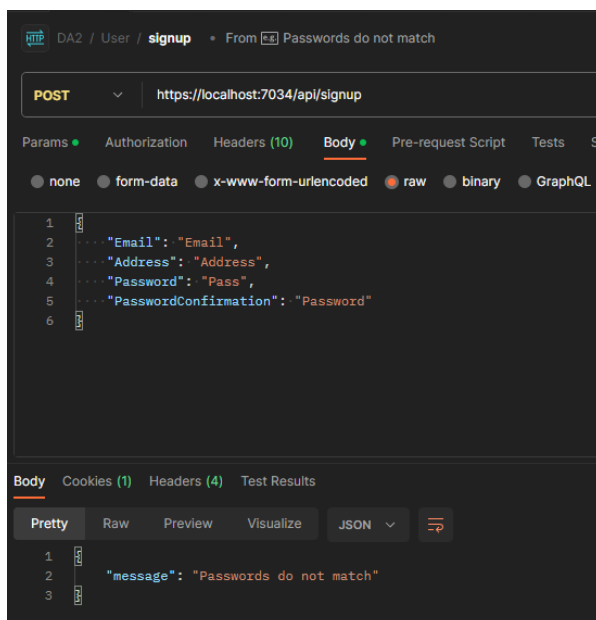 HTTP DA2 / User / signup • From e.g. Passwords do not match
POST https://localhost:7034/api/signup
Params Authorization Headers (10) Body Pre-request Script Tests S
none form-data x-www-form-urlencoded raw binary GraphQL
1 {
2 "Email": "Email",
3 "Address": "Address",
4 "Password": "Pass",
5 "PasswordConfirmation": "Password"
6 }
Body Cookies (1) Headers (4) Test Results
Pretty Raw Preview Visualize JSON
1 {
2 "message": "Passwords do not match"
3 }